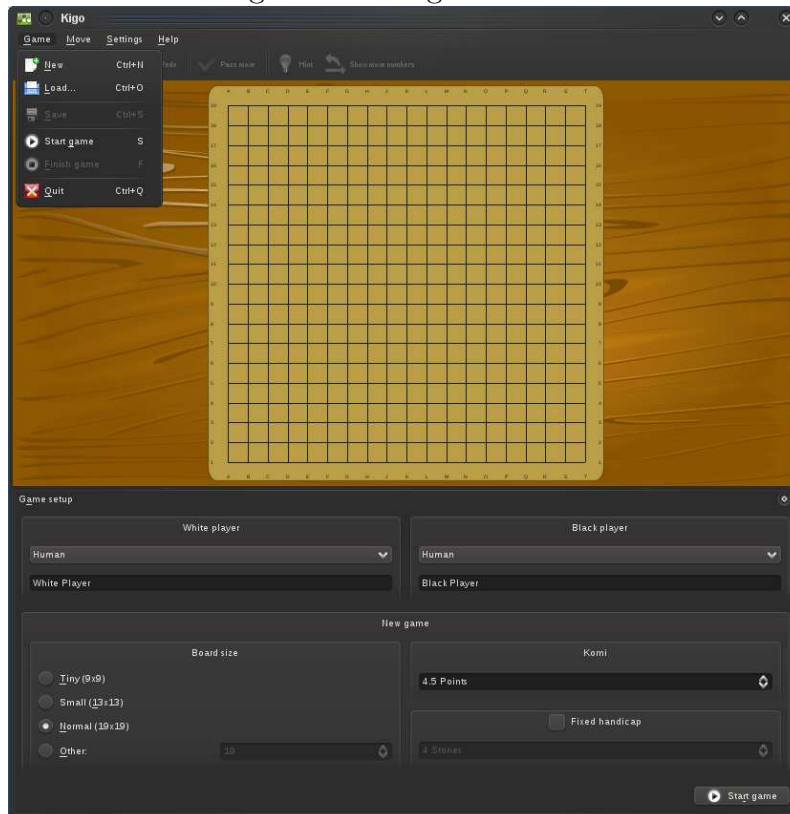 Kigo
Game Move Settings Help
New Ctrl+N
Pass move Hint Show move numbers
Load... Ctrl+O
Save Ctrl+S
Start game S
Finish game F
Quit Ctrl+Q
Game setup
White player
Black player
Human
Human
White Player
Black Player
New game
Board size
Komi
Tiny (9x9)
4.5 Points
Small (13x13)
Normal (19x19)
Fixed handicap
Other: 19
4 Stones
Start game